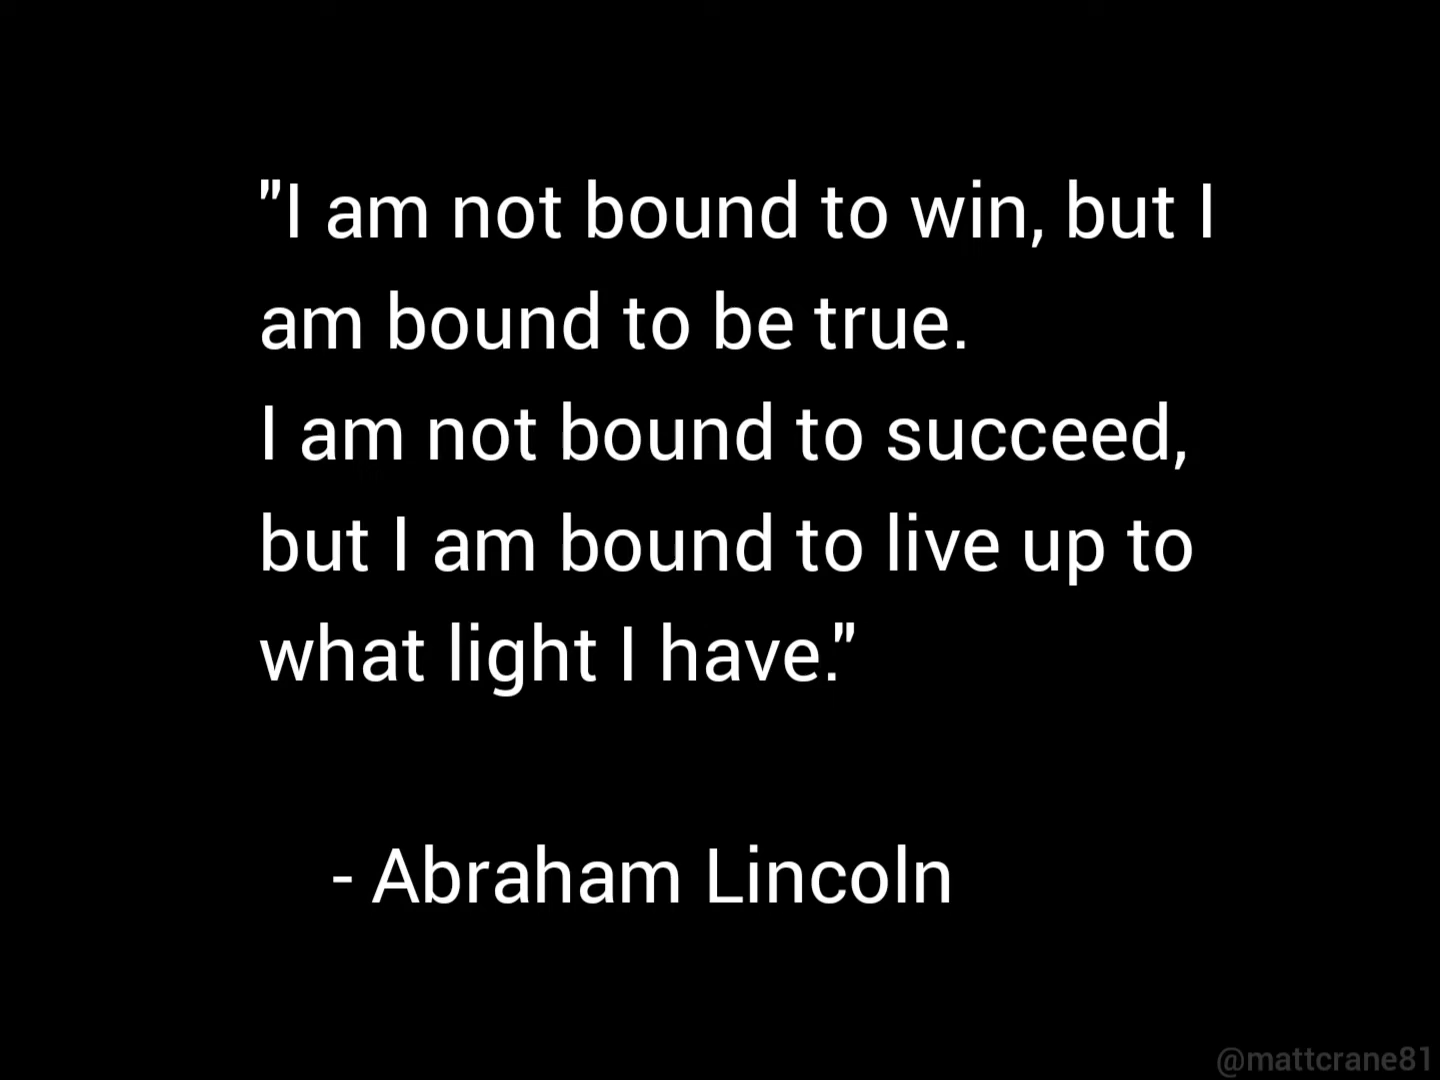 "I am not bound to win, but I
am bound to be true.
I am not bound to succeed,
but I am bound to live up to
what light I have."
- Abraham Lincoln
@mattcrane81